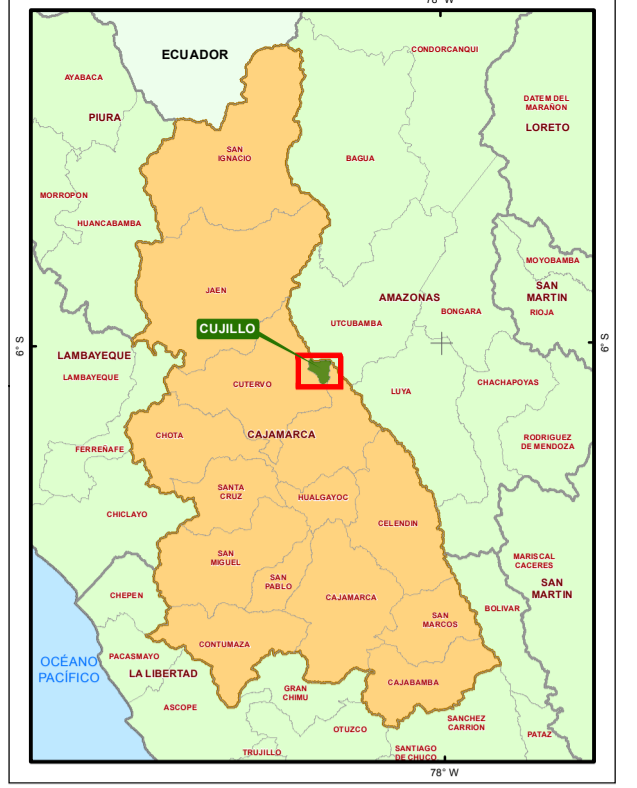 78° W
ECUADOR
CONDORCANQUI
AYABACA
DATEM DEL
MARAÑON
PIURA
LORETO
SAN
IGNACIO
BAGUA
MORROPON
HUANCABAMBA
MOYOBAMBA
SAN
MARTIN
JAEN
AMAZONAS
BONGARA
RIOJA
UTCUBAMBA
CUJILLO
6° S
6° S
LAMBAYEQUE
LAMBAYEQUE
CUTERVO
LUYA
CHACHAPOYAS
CHOTA
CAJAMARCA
RODRIGUEZ
DE MENDOZA
FERREÑAFE
SANTA
CRUZ
HUALGAYOC
CHICLAYO
CELENDIN
SAN
MIGUEL
MARISCAL
CACERES
SAN
PABLO
SAN
MARTIN
CHEPEN
CAJAMARCA
BOLIVAR
SAN
MARCOS
CONTUMAZA
OCÉANO
PACÍFICO
PACASMAYO
LA LIBERTAD
CAJABAMBA
GRAN
CHIMU
ASCOPE
SANCHEZ
CARRION
OTUZCO
PATAZ
TRUJILLO
SANTIAGO
DE CHUCO
78° W